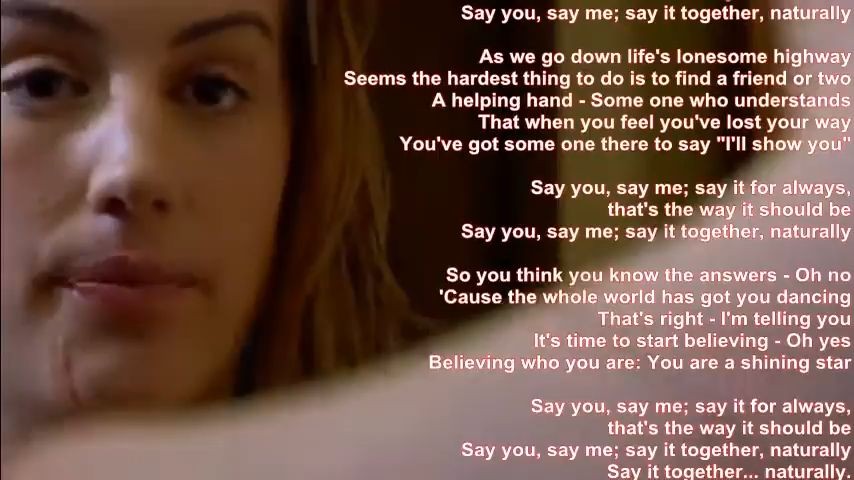 Say you, say me; say it together, naturally
As we go down life's lonesome highway
Seems the hardest thing to do is to find a friend or two
A helping hand - Some one who understands
That when you feel you've lost your way
You've got some one there to say "I'll show you"
Say you, say me; say it for always,
that's the way it should be
Say you, say me; say it together, naturally
So you think you know the answers - Oh no
'Cause the whole world has got you dancing
That's right - I'm telling you
It's time to start believing - Oh yes
Believing who you are: You are a shining star
Say you, say me; say it for always,
that's the way it should be
Say you, say me; say it together, naturally
Say it together... naturally.